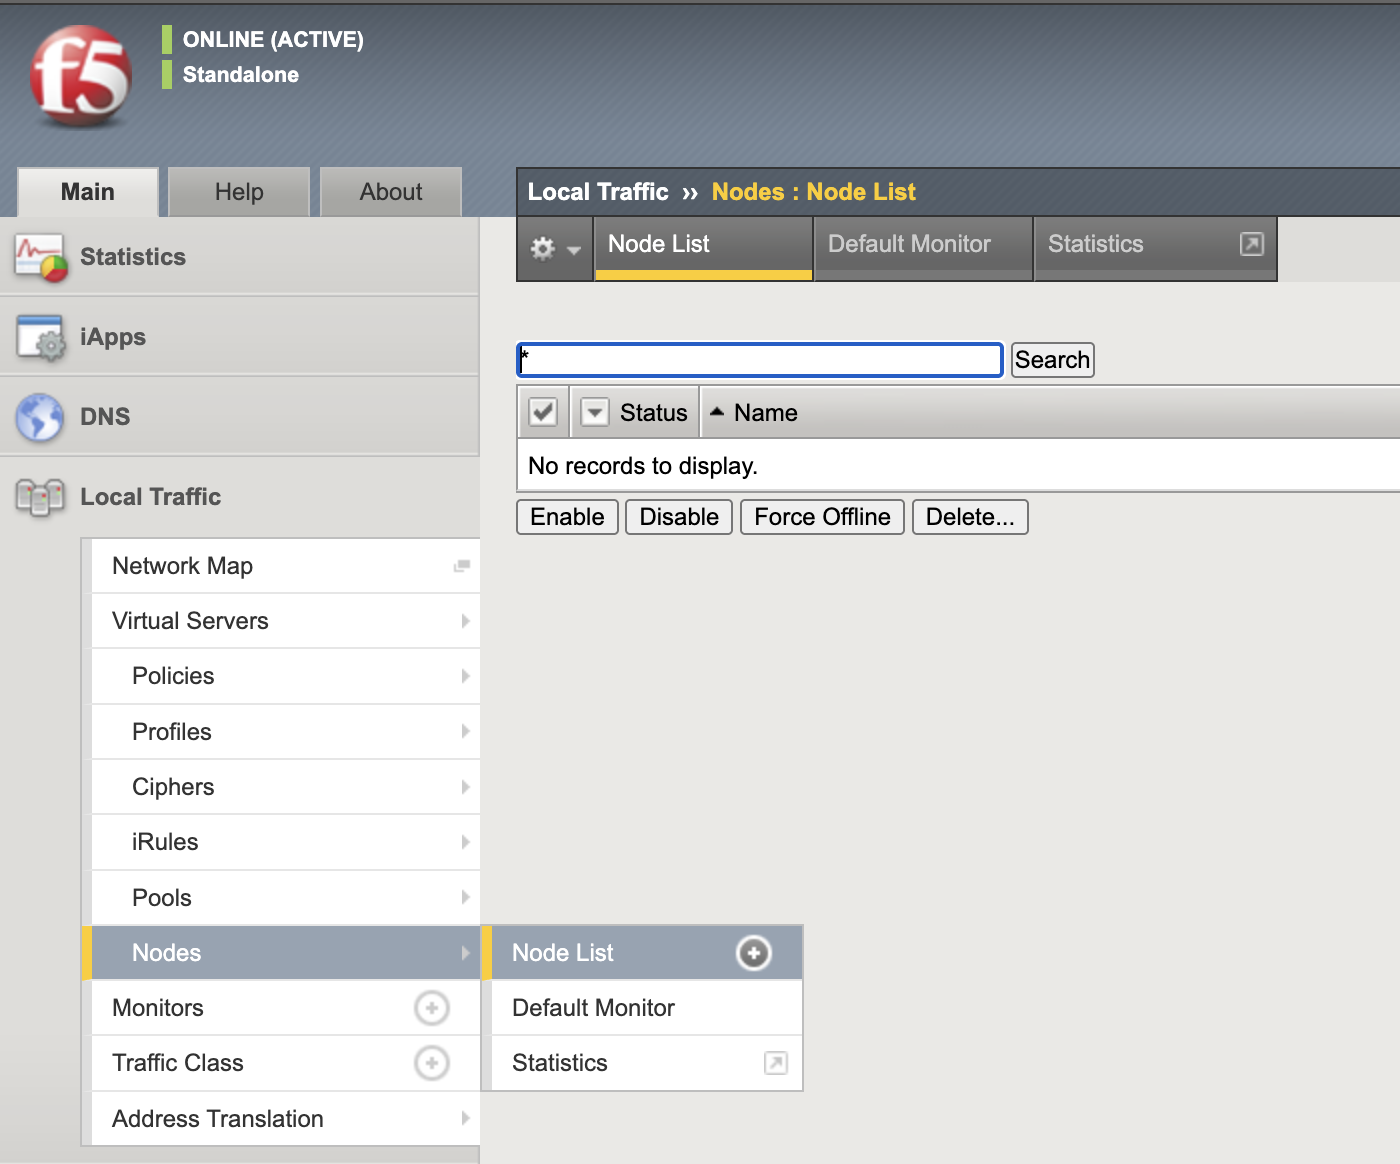 f5
ONLINE (ACTIVE)
Standalone
Main Help About
Local Traffic ›› Nodes : Node List
Node List Default Monitor Statistics
Statistics
iApps
DNS
Local Traffic
* Search
Status Name
No records to display.
Enable Disable Force Offline Delete...
Network Map
Virtual Servers
Policies
Profiles
Ciphers
iRules
Pools
Nodes
Monitors
Traffic Class
Address Translation
Node List
Default Monitor
Statistics